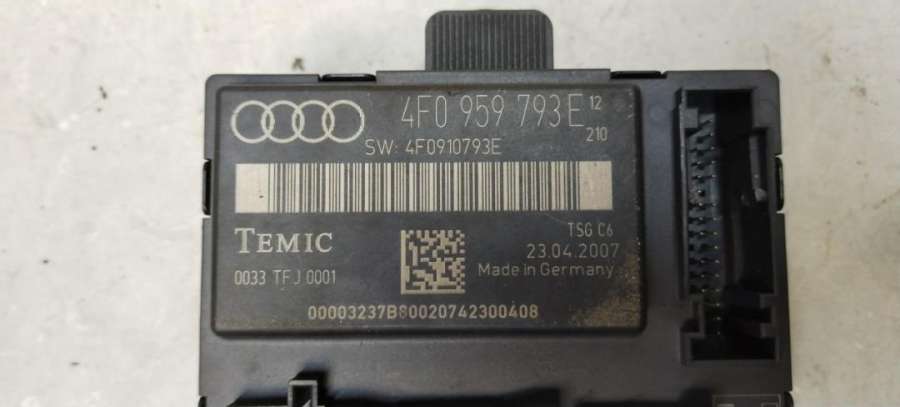 4F0 959 793E 12
210
SW: 4F0910793E
TEMIC
TSG C6
23.04.2007
0033 TFJ 0001
Made in Germany
00003237B80020742300408